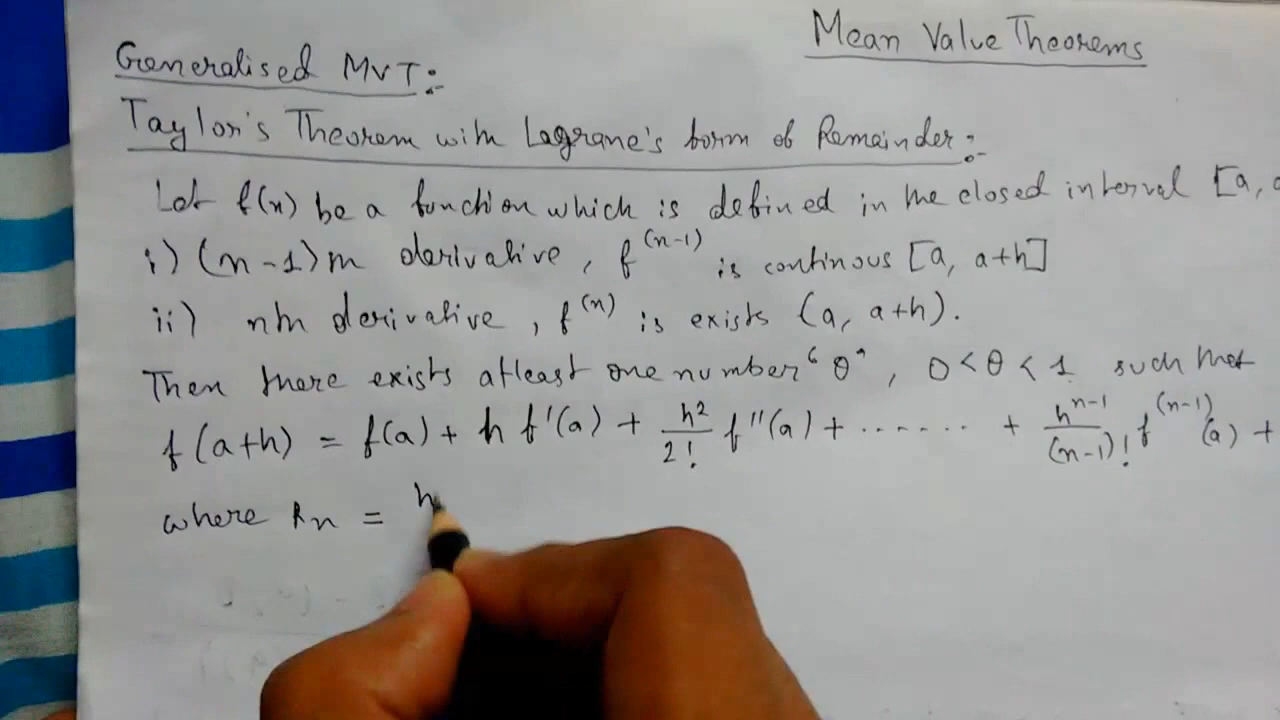 Mean Value Theorems
Generalised MVT:-
Taylor's Theorem with Lagrane's form of Remainder:-
Let f(x) be a function which is defined in the closed interval [a, a
i) (n-1)th derivative, f^(n-1) is continous [a, a+h]
ii) nth derivative, f^(n) is exists (a, a+h).
Then there exists atleast one number "θ", 0<θ<1 such that
f(a+h) = f(a) + h f'(a) + h²/2! f''(a) + ...... + h^(n-1)/(n-1)! f^(n-1)(a) +
where Rn = h